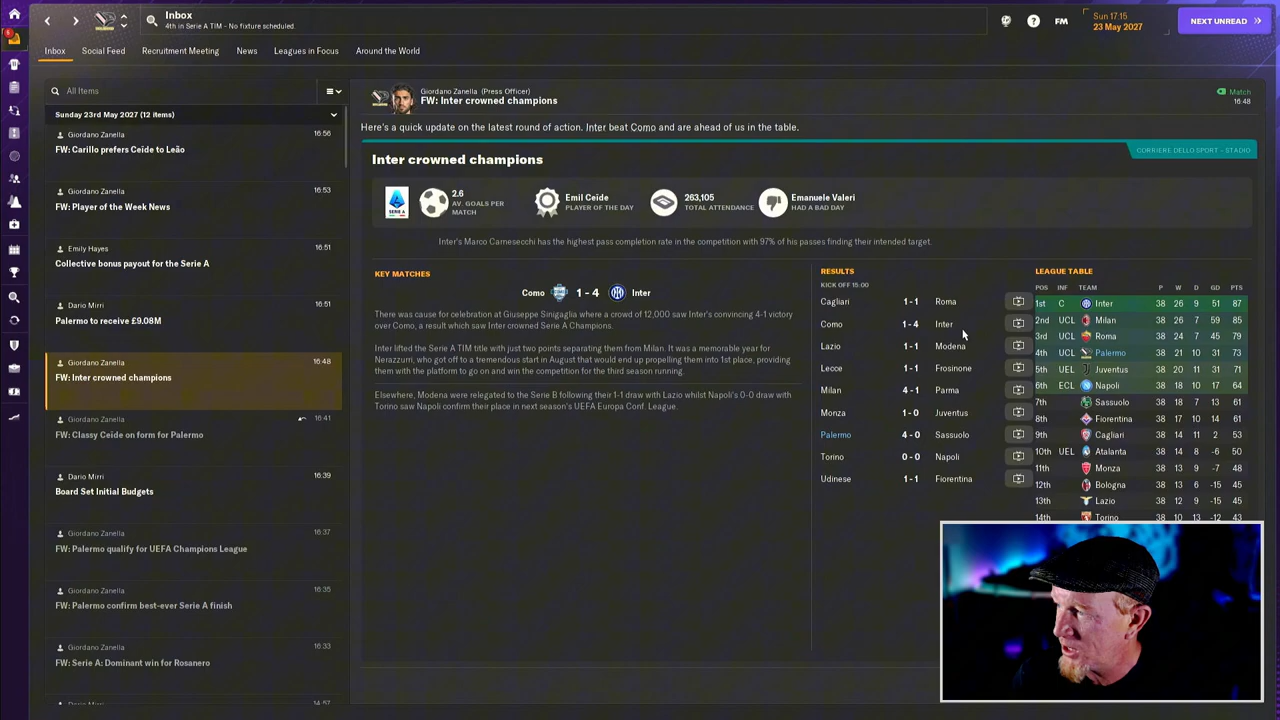 Inbox
4th in Serie A TIM - No fixture scheduled.
FM
Sun 17:15
23 May 2027
NEXT UNREAD
Inbox
Social Feed
Recruitment Meeting
News
Leagues in Focus
Around the World
All Items
Sunday 23rd May 2027 (12 items)
Giordano Zanella 16:56
FW: Carillo prefers Ceïde to Leão
Giordano Zanella 16:53
FW: Player of the Week News
Emily Hayes 16:51
Collective bonus payout for the Serie A
Dario Mirri 16:51
Palermo to receive £9.08M
Giordano Zanella 16:48
FW: Inter crowned champions
Giordano Zanella 16:41
FW: Classy Ceïde on form for Palermo
Dario Mirri 16:39
Board Set Initial Budgets
Giordano Zanella 16:37
FW: Palermo qualify for UEFA Champions League
Giordano Zanella 16:35
FW: Palermo confirm best-ever Serie A finish
Giordano Zanella 16:33
FW: Serie A: Dominant win for Rosanero
Giordano Zanella (Press Officer)
FW: Inter crowned champions
Match
16:48
Here's a quick update on the latest round of action. Inter beat Como and are ahead of us in the table.
CORRIERE DELLO SPORT - STADIO
Inter crowned champions
SERIE A
2.6
AV. GOALS PER
MATCH
Emil Ceide
PLAYER OF THE DAY
263,105
TOTAL ATTENDANCE
Emanuele Valeri
HAD A BAD DAY
Inter's Marco Carnesecchi has the highest pass completion rate in the competition with 97% of his passes finding their intended target.
KEY MATCHES
Como 1 - 4 Inter
There was cause for celebration at Giuseppe Sinigaglia where a crowd of 12,000 saw Inter's convincing 4-1 victory
over Como, a result which saw Inter crowned Serie A Champions.
Inter lifted the Serie A TIM title with just two points separating them from Milan. It was a memorable year for
Nerazzurri, who got off to a tremendous start in August that would end up propelling them into 1st place, providing
them with the platform to go on and win the competition for the third season running.
Elsewhere, Modena were relegated to the Serie B following their 1-1 draw with Lazio whilst Napoli's 0-0 draw with
Torino saw Napoli confirm their place in next season's UEFA Europa Conf. League.
RESULTS
KICK OFF 15:00
Cagliari 1 - 1 Roma
Como 1 - 4 Inter
Lazio 1 - 1 Modena
Lecce 1 - 1 Frosinone
Milan 4 - 1 Parma
Monza 1 - 0 Juventus
Palermo 4 - 0 Sassuolo
Torino 0 - 0 Napoli
Udinese 1 - 1 Fiorentina
LEAGUE TABLE
POS INF TEAM P W D GD PTS
1st C Inter 38 26 9 51 87
2nd UCL Milan 38 26 7 59 85
3rd UCL Roma 38 24 7 45 79
4th UCL Palermo 38 21 10 31 73
5th UEL Juventus 38 20 11 31 71
6th ECL Napoli 38 18 10 17 64
7th Sassuolo 38 18 7 13 61
8th Fiorentina 38 17 10 14 61
9th Cagliari 38 14 11 2 53
10th UEL Atalanta 38 14 8 -6 50
11th Monza 38 13 9 -7 48
12th Bologna 38 13 6 -15 45
13th Lazio 38 12 9 -15 45
14th Torino 38 10 13 -12 43